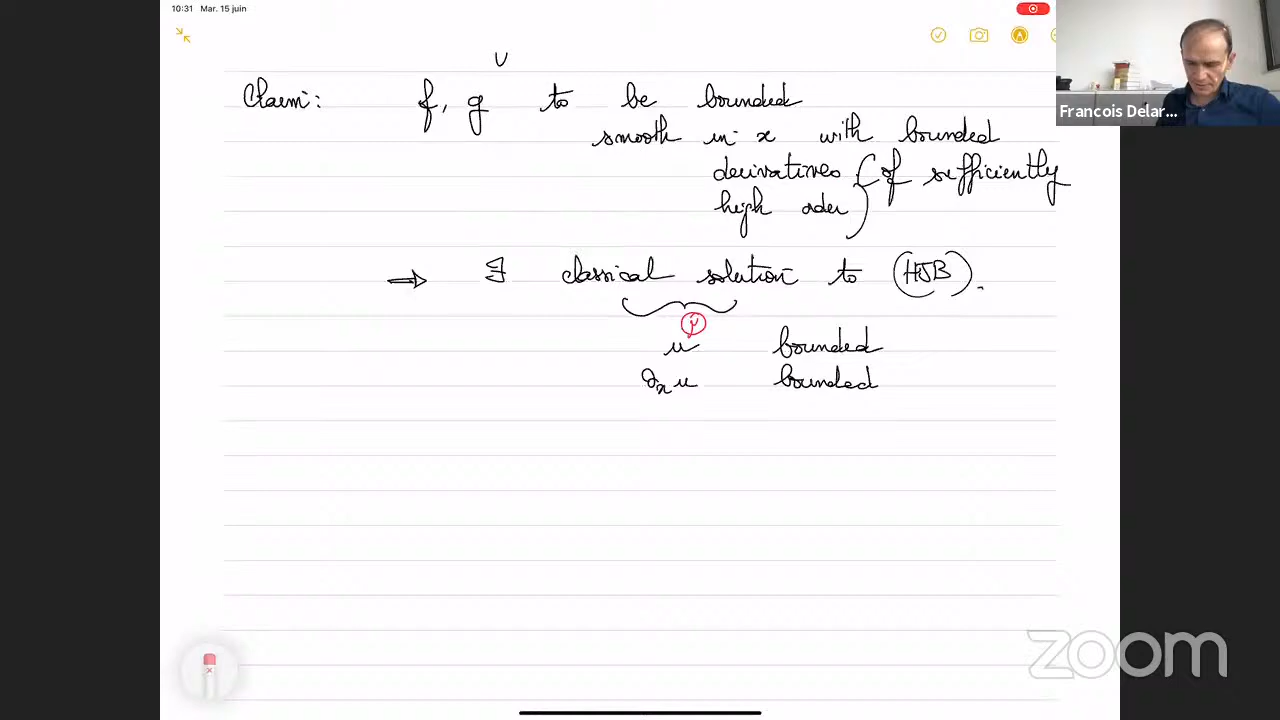 10:31 Mar. 15 juin
Claim: f, g to be bounded
smooth in x with bounded
derivatives (of sufficiently
high order)
Francois Delar...
⇒ ∃ classical solution to (HJB).
u bounded
∂ₓu bounded
zoom